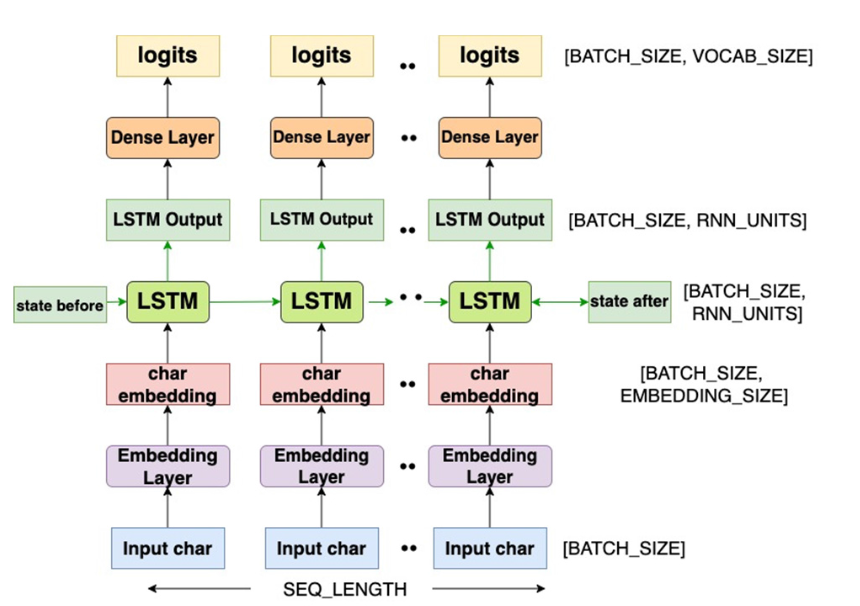 logits logits logits [BATCH_SIZE, VOCAB_SIZE]
Dense Layer Dense Layer Dense Layer
LSTM Output LSTM Output LSTM Output [BATCH_SIZE, RNN_UNITS]
state before LSTM LSTM LSTM state after [BATCH_SIZE,
RNN_UNITS]
char char char [BATCH_SIZE,
embedding embedding embedding EMBEDDING_SIZE]
Embedding Embedding Embedding
Layer Layer Layer
Input char Input char Input char [BATCH_SIZE]
SEQ_LENGTH